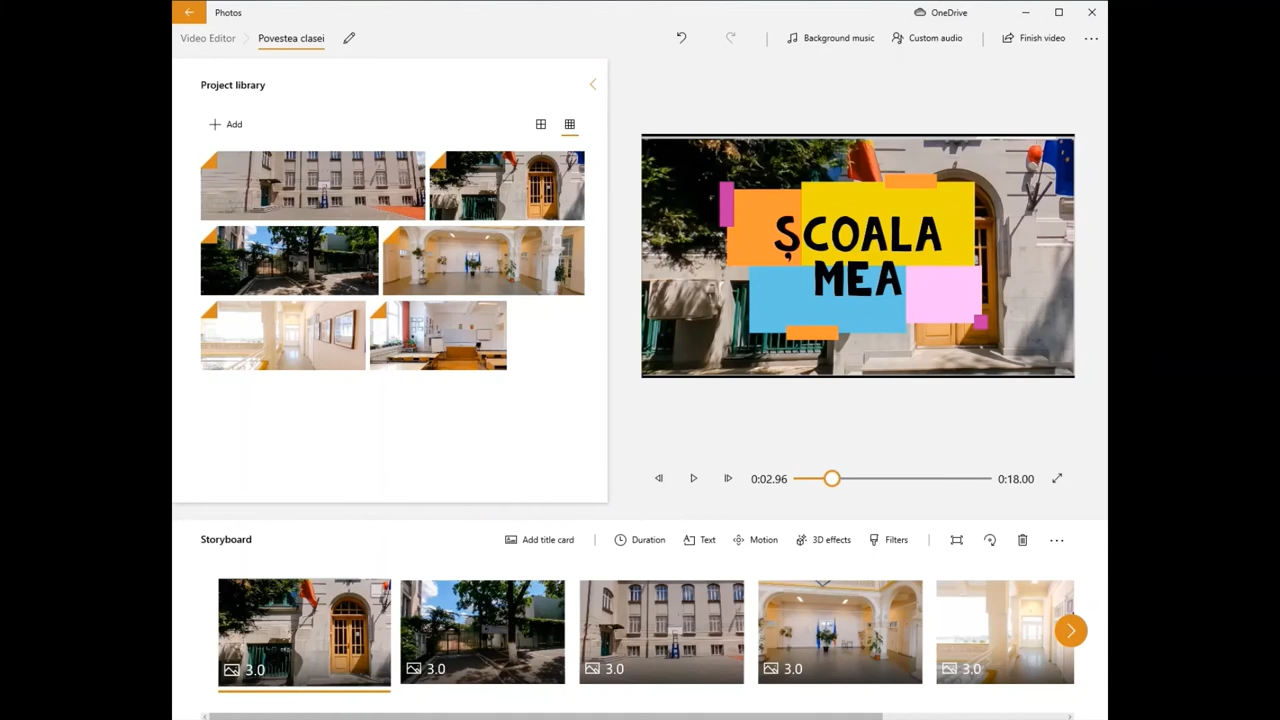 Photos
OneDrive
Video Editor
Povestea clasei
Background music
Custom audio
Finish video
Project library
Add
ȘCOALA
MEA
0:02.96
0:18.00
Storyboard
Add title card
Duration
Text
Motion
3D effects
Filters
3.0
3.0
3.0
3.0
3.0